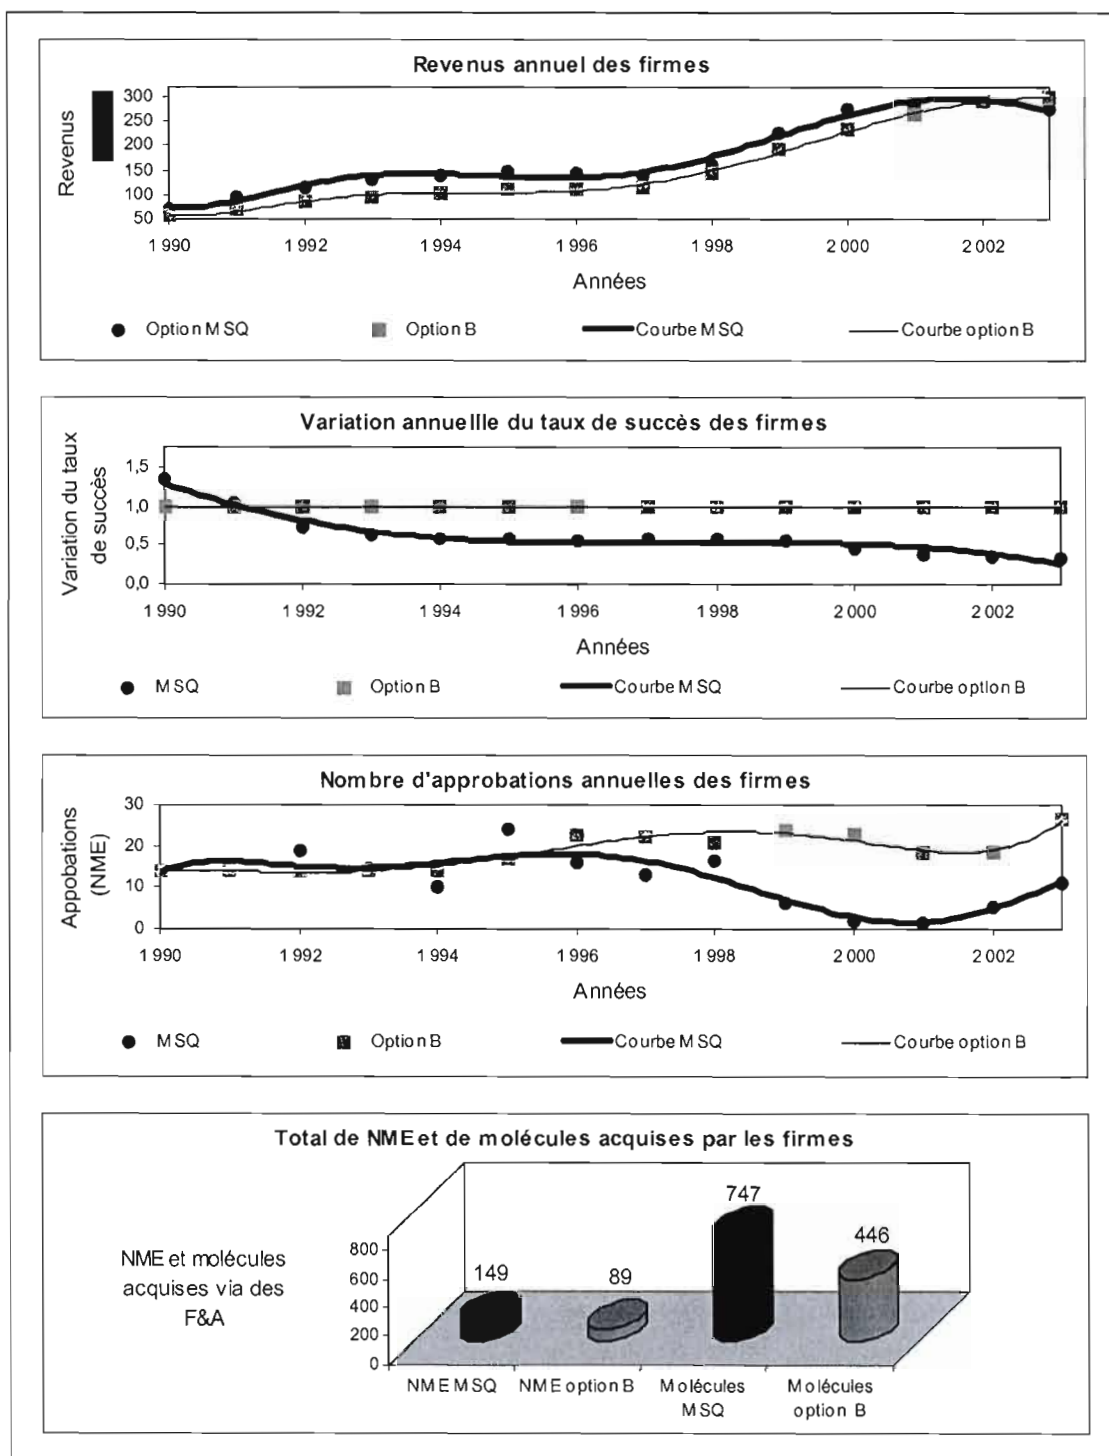 Revenus annuel des firmes
Revenus
300
250
200
150
100
50
1990 1992 1994 1996 1998 2000 2002
Années
Option MSQ Option B Courbe MSQ Courbe option B
Variation annuellle du taux de succès des firmes
Variation du taux
de succès
1,5
1,0
0,5
0,0
1990 1992 1994 1996 1998 2000 2002
Années
MSQ Option B Courbe MSQ Courbe option B
Nombre d'approbations annuelles des firmes
Appobations
(NME)
30
20
10
0
1990 1992 1994 1996 1998 2000 2002
Années
MSQ Option B Courbe MSQ Courbe option B
Total de NME et de molécules acquises par les firmes
NME et molécules
acquises via des
F&A
800
600
400
200
0
149 89 747 446
NME MSQ NME option B Molécules
MSQ Molécules
option B